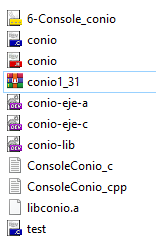 6-Console_conio
conio
conio
conio1_31
conio-eje-a
conio-eje-c
conio-lib
ConsoleConio_c
ConsoleConio_cpp
libconio.a
test